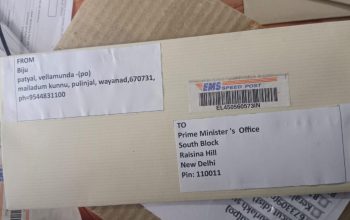 FROM
Biju
patyal, vellamunda -(po)
mailadum kunnu, pulinjal, wayanad,670731,
ph=9544831100
EMS SPEED POST
EL450560573IN
TO
Prime Minister 's Office
South Block
Raisina Hill
New Delhi
Pin: 110011